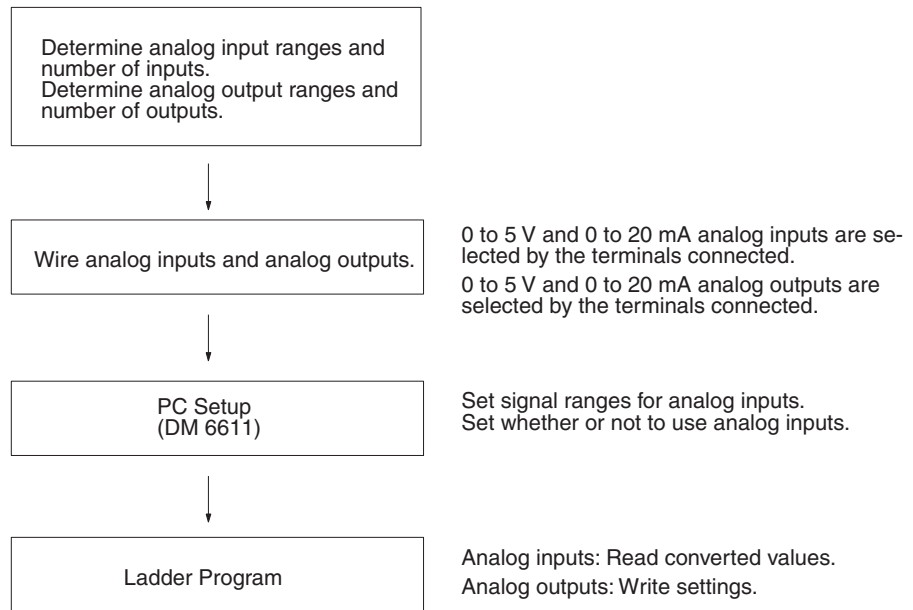 Determine analog input ranges and
number of inputs.
Determine analog output ranges and
number of outputs.
Wire analog inputs and analog outputs.
0 to 5 V and 0 to 20 mA analog inputs are se-
lected by the terminals connected.
0 to 5 V and 0 to 20 mA analog outputs are
selected by the terminals connected.
PC Setup
(DM 6611)
Set signal ranges for analog inputs.
Set whether or not to use analog inputs.
Ladder Program
Analog inputs: Read converted values.
Analog outputs: Write settings.